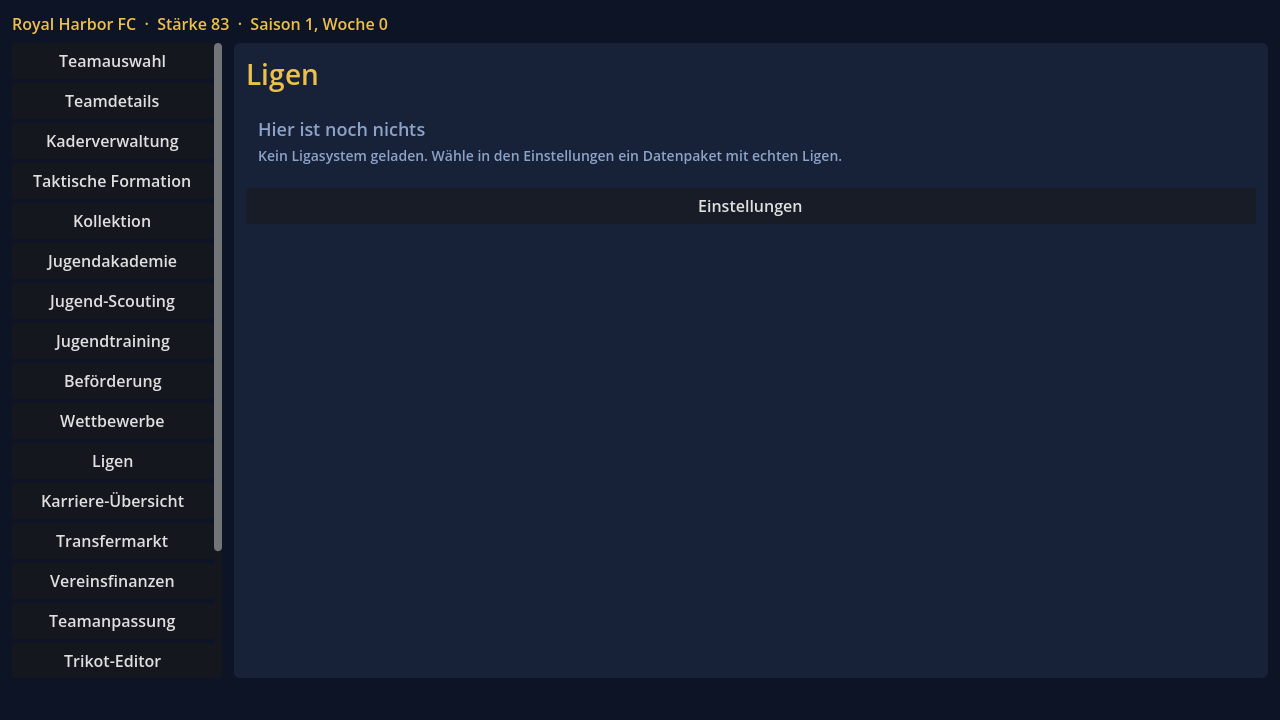 Royal Harbor FC · Stärke 83 · Saison 1, Woche 0
Teamauswahl
Teamdetails
Kaderverwaltung
Taktische Formation
Kollektion
Jugendakademie
Jugend-Scouting
Jugendtraining
Beförderung
Wettbewerbe
Ligen
Karriere-Übersicht
Transfermarkt
Vereinsfinanzen
Teamanpassung
Trikot-Editor
Ligen
Hier ist noch nichts
Kein Ligasystem geladen. Wähle in den Einstellungen ein Datenpaket mit echten Ligen.
Einstellungen